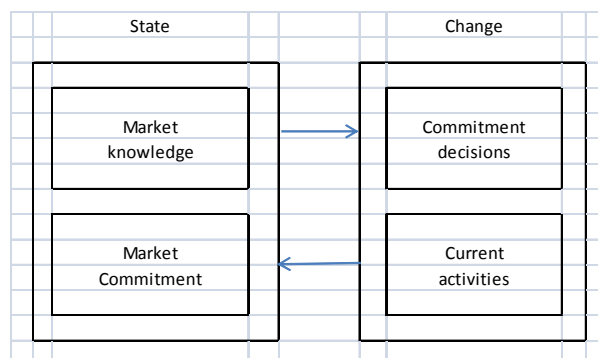 State
Change
Market
knowledge
Commitment
decisions
Market
Commitment
Current
activities